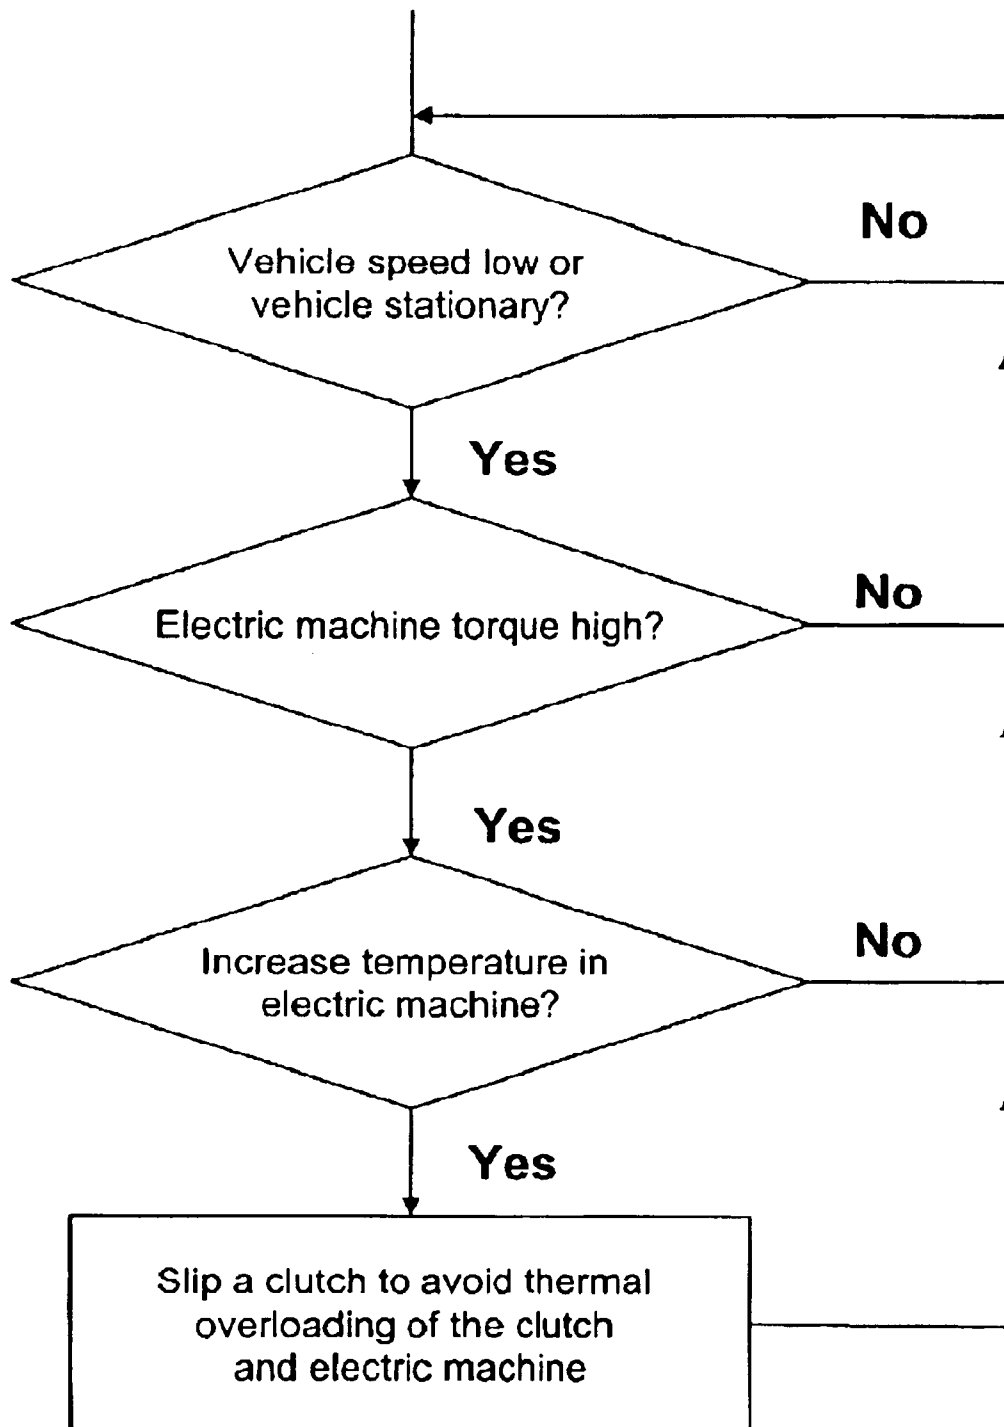 No
Vehicle speed low or
vehicle stationary?
Yes
No
Electric machine torque high?
Yes
No
Increase temperature in
electric machine?
Yes
Slip a clutch to avoid thermal
overloading of the clutch
and electric machine